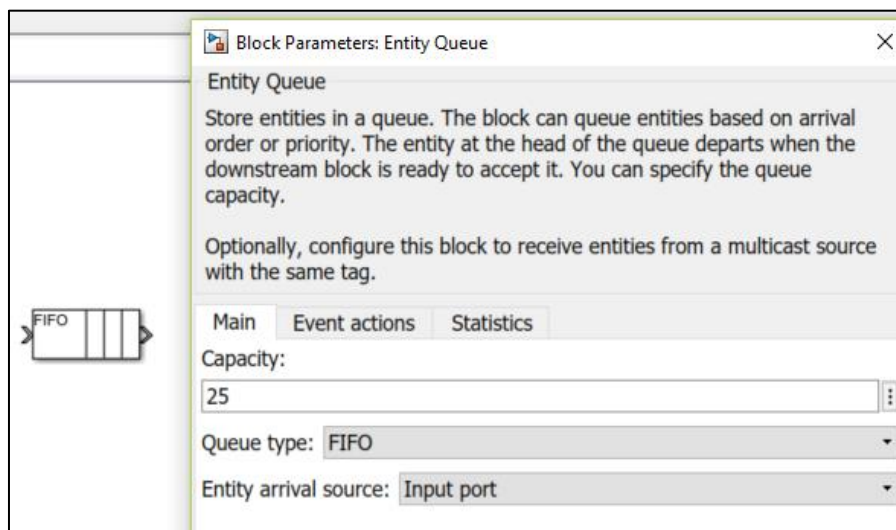 Block Parameters: Entity Queue
Entity Queue
Store entities in a queue. The block can queue entities based on arrival
order or priority. The entity at the head of the queue departs when the
downstream block is ready to accept it. You can specify the queue
capacity.
Optionally, configure this block to receive entities from a multicast source
with the same tag.
FIFO
Main Event actions Statistics
Capacity:
25
Queue type: FIFO
Entity arrival source: Input port